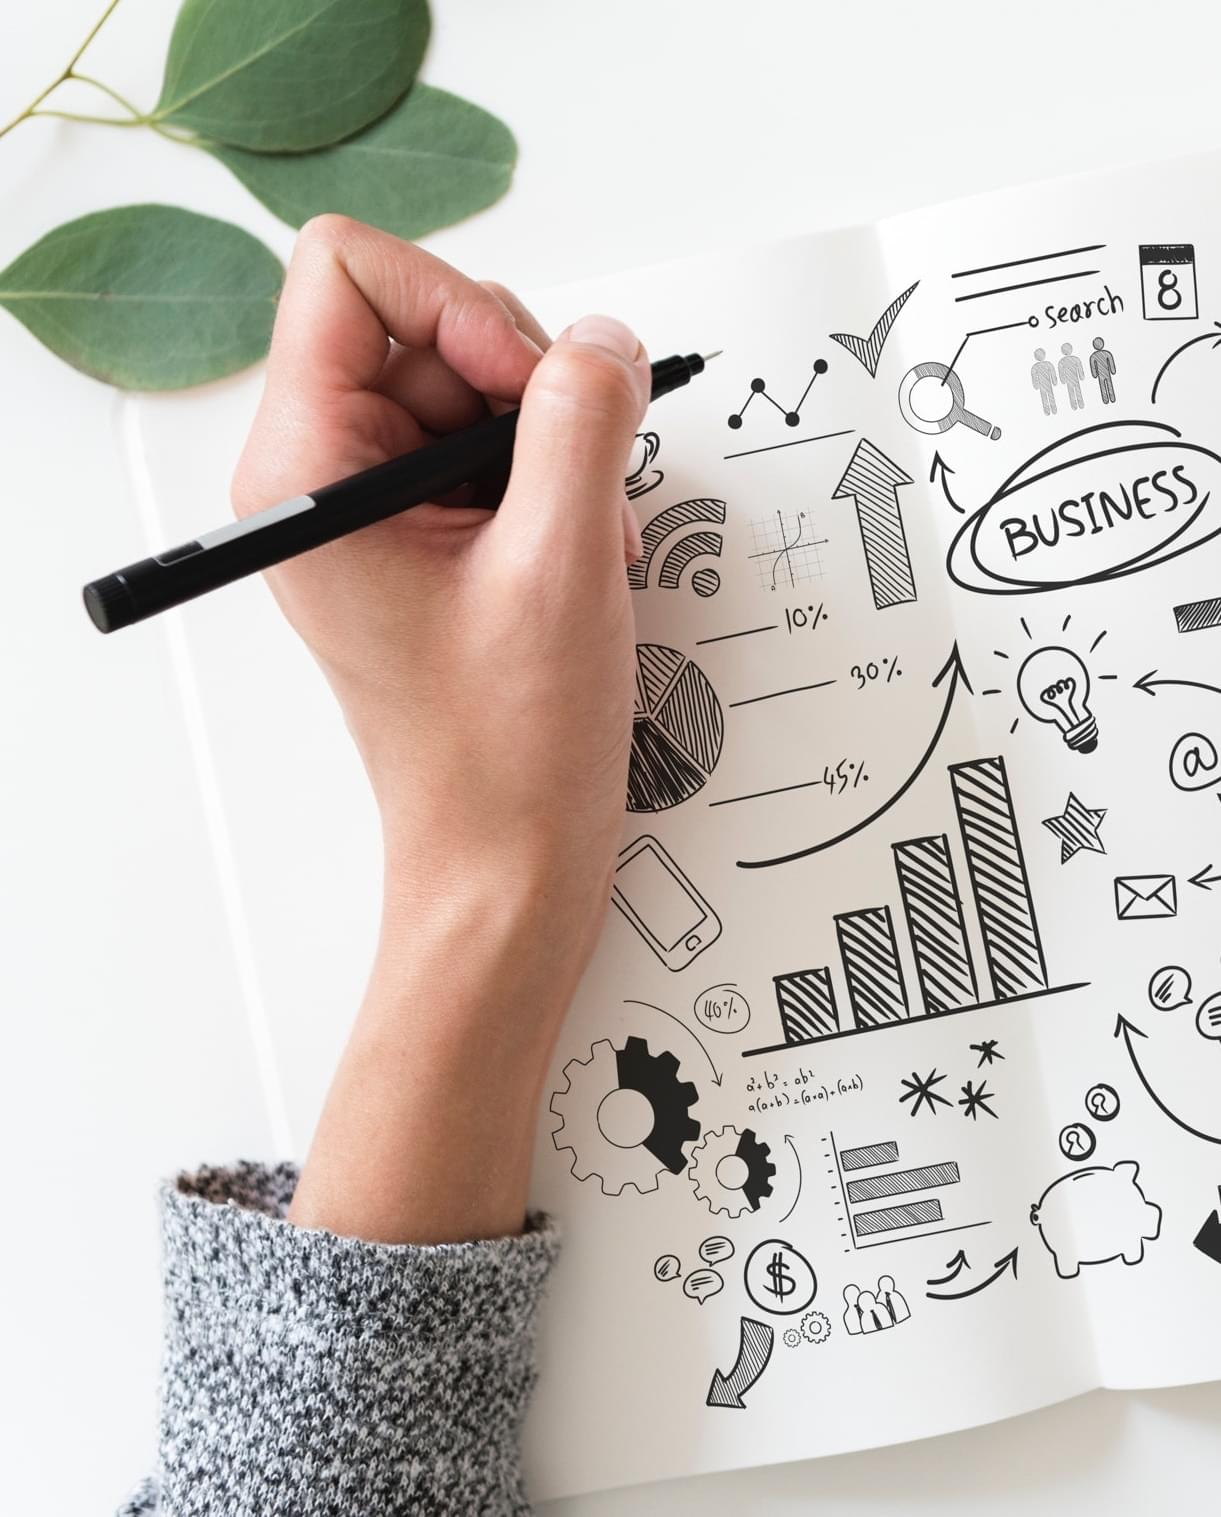 search
8
BUSINESS
10%
30%
45%
@
40%
a²+b²=ab²
a(a+b)=(a×a)+(a×b)
$